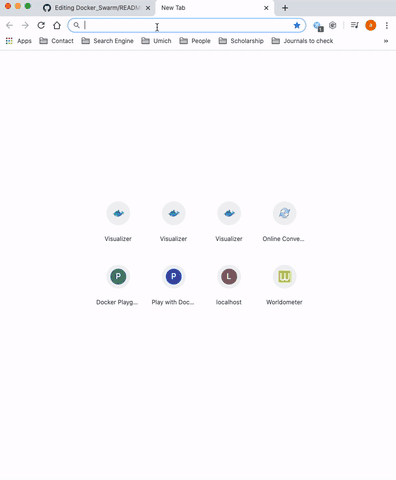 Editing Docker_Swarm/READM
New Tab
1
a
Apps
Contact
Search Engine
Umich
People
Scholarship
Journals to check
»
Visualizer
Visualizer
Visualizer
Online Conve...
P
P
L
W
Docker Playg...
Play with Doc...
localhost
Worldometer